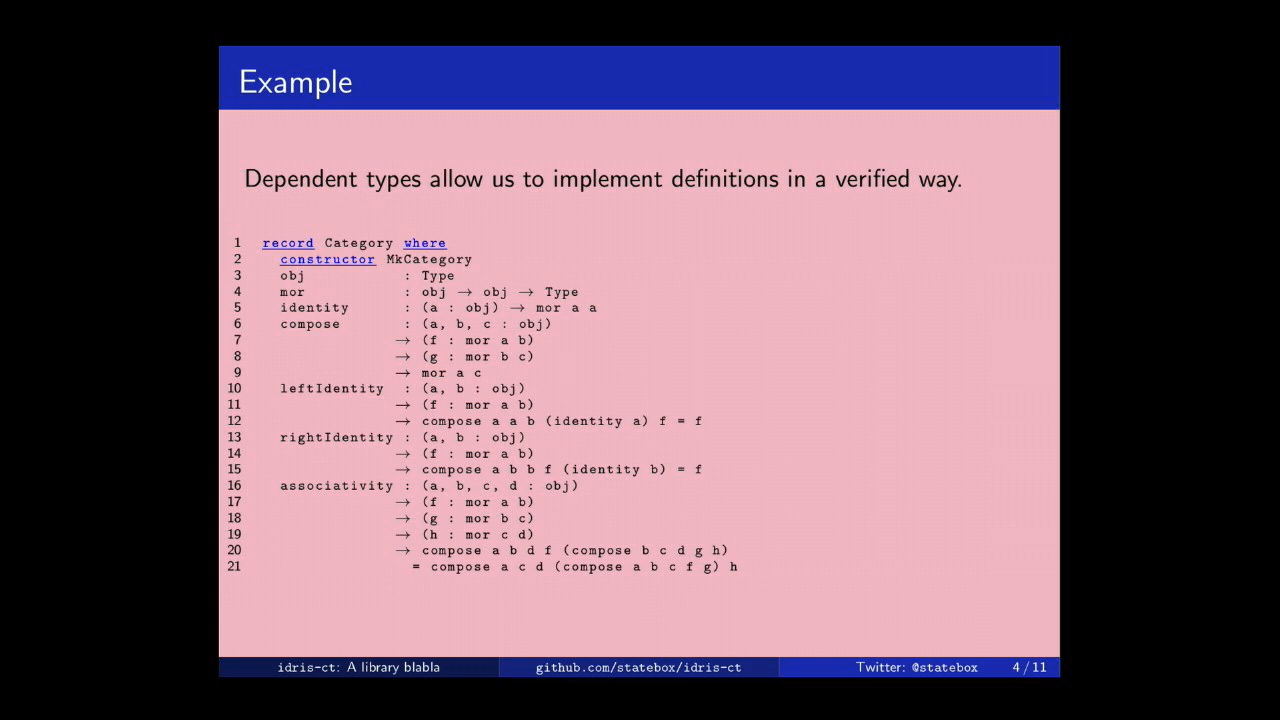 Example
Dependent types allow us to implement definitions in a verified way.
1 record Category where
2 constructor MkCategory
3 obj : Type
4 mor : obj → obj → Type
5 identity : (a : obj) → mor a a
6 compose : (a, b, c : obj)
7 → (f : mor a b)
8 → (g : mor b c)
9 → mor a c
10 leftIdentity : (a, b : obj)
11 → (f : mor a b)
12 → compose a a b (identity a) f = f
13 rightIdentity : (a, b : obj)
14 → (f : mor a b)
15 → compose a b b f (identity b) = f
16 associativity : (a, b, c, d : obj)
17 → (f : mor a b)
18 → (g : mor b c)
19 → (h : mor c d)
20 → compose a b d f (compose b c d g h)
21 = compose a c d (compose a b c f g) h
idris-ct: A library blabla github.com/statebox/idris-ct Twitter: @statebox 4 / 11